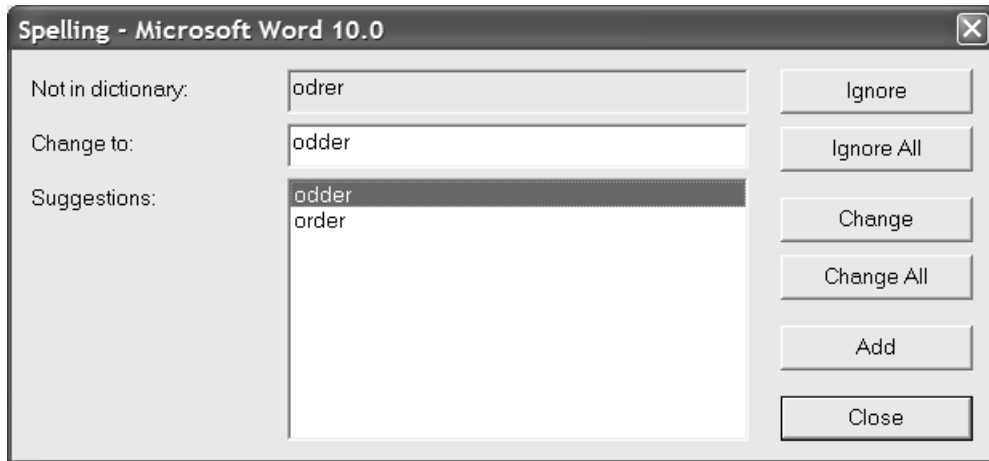 Spelling - Microsoft Word 10.0
Not in dictionary: odrer Ignore
Change to: odder Ignore All
Suggestions: odder
order Change
Change All
Add
Close